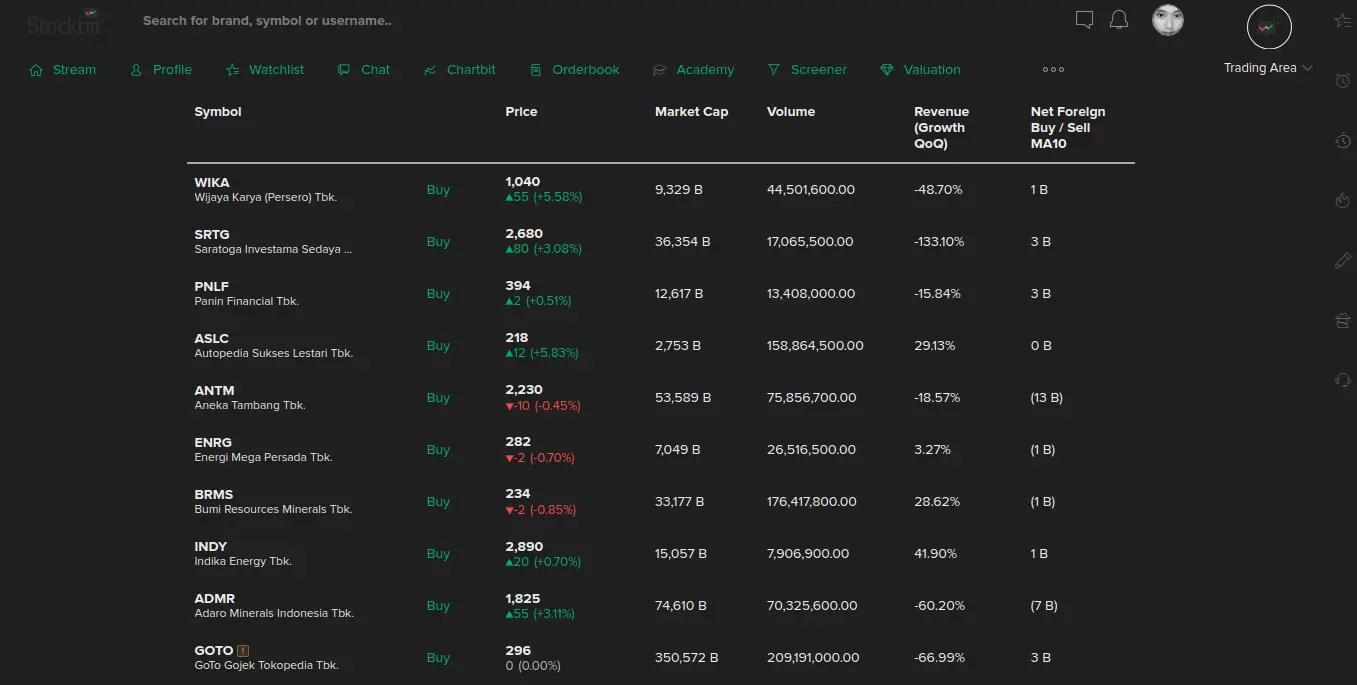 Stockbit
Search for brand, symbol or username..
Stream Profile Watchlist Chat Chartbit Orderbook Academy Screener Valuation Trading Area
Symbol Price Market Cap Volume Revenue (Growth QoQ) Net Foreign Buy / Sell MA10
WIKA
Wijaya Karya (Persero) Tbk.
Buy
1,040
▲55 (+5.58%)
9,329 B
44,501,600.00
-48.70%
1 B
SRTG
Saratoga Investama Sedaya ...
Buy
2,680
▲80 (+3.08%)
36,354 B
17,065,500.00
-133.10%
3 B
PNLF
Panin Financial Tbk.
Buy
394
▲2 (+0.51%)
12,617 B
13,408,000.00
-15.84%
3 B
ASLC
Autopedia Sukses Lestari Tbk.
Buy
218
▲12 (+5.83%)
2,753 B
158,864,500.00
29.13%
0 B
ANTM
Aneka Tambang Tbk.
Buy
2,230
▼-10 (-0.45%)
53,589 B
75,856,700.00
-18.57%
(13 B)
ENRG
Energi Mega Persada Tbk.
Buy
282
▼-2 (-0.70%)
7,049 B
26,516,500.00
3.27%
(1 B)
BRMS
Bumi Resources Minerals Tbk.
Buy
234
▼-2 (-0.85%)
33,177 B
176,417,800.00
28.62%
(1 B)
INDY
Indika Energy Tbk.
Buy
2,890
▲20 (+0.70%)
15,057 B
7,906,900.00
41.90%
1 B
ADMR
Adaro Minerals Indonesia Tbk.
Buy
1,825
▲55 (+3.11%)
74,610 B
70,325,600.00
-60.20%
(7 B)
GOTO !
GoTo Gojek Tokopedia Tbk.
Buy
296
0 (0.00%)
350,572 B
209,191,000.00
-66.99%
3 B